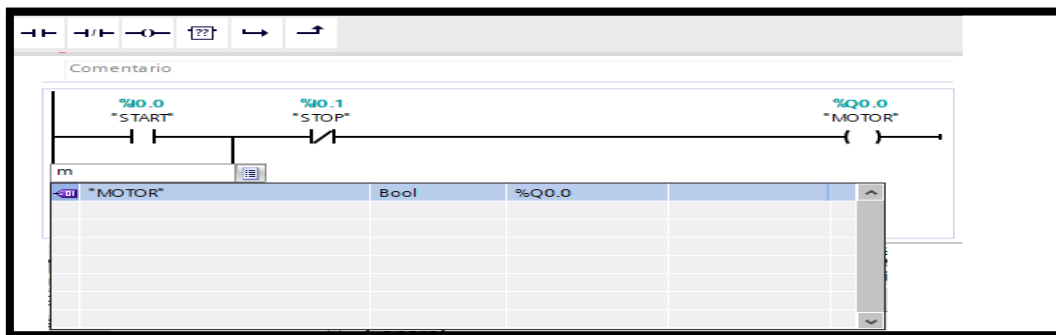 ??
Comentario
%I0.0 %I0.1 %Q0.0
"START" "STOP" "MOTOR"
m
"MOTOR" Bool %Q0.0